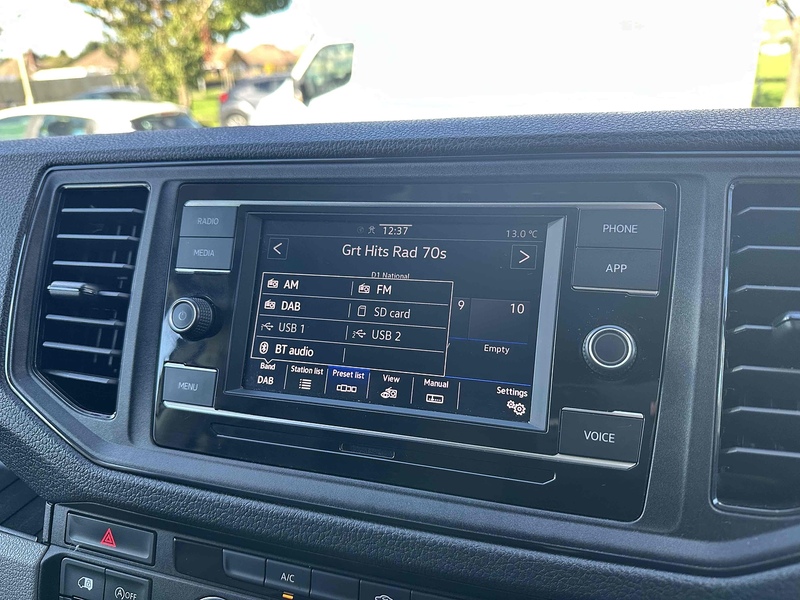 12:37
13.0 °C
Grt Hits Rad 70s
D1 National
RADIO
MEDIA
MENU
PHONE
APP
VOICE
AM
FM
DAB
SD card
USB 1
USB 2
BT audio
9
10
Empty
Band
DAB
Station list
Preset list
View
Manual
Settings
A/C
A OFF